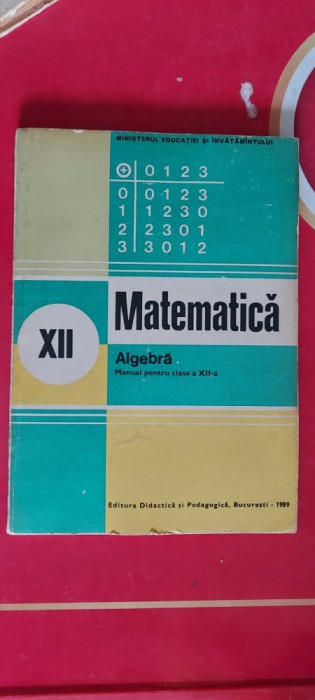 MINISTERUL EDUCAȚIEI ȘI ÎNVĂȚĂMÎNTULUI
⊕ 0 1 2 3
0 0 1 2 3
1 1 2 3 0
2 2 3 0 1
3 3 0 1 2
XII
Matematică
Algebră
Manual pentru clasa a XII-a
Editura Didactică și Pedagogică, București - 1989